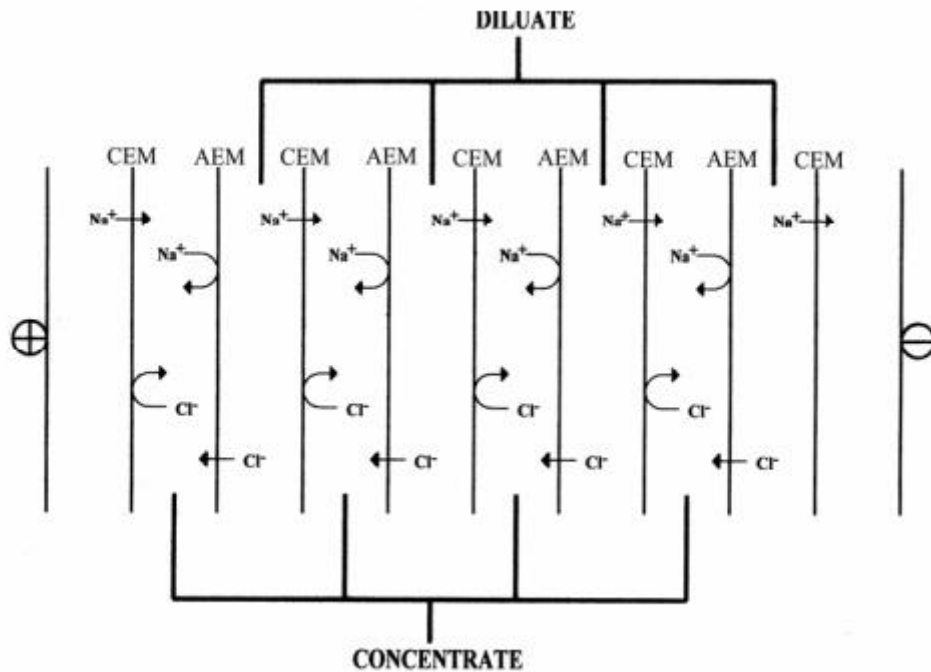 DILUATE
CEM AEM CEM AEM CEM AEM CEM AEM CEM
Na⁺ Na⁺ Na⁺ Na⁺ Na⁺
Na⁺ Na⁺ Na⁺ Na⁺
Cl⁻ Cl⁻ Cl⁻ Cl⁻
Cl⁻ Cl⁻ Cl⁻ Cl⁻
CONCENTRATE